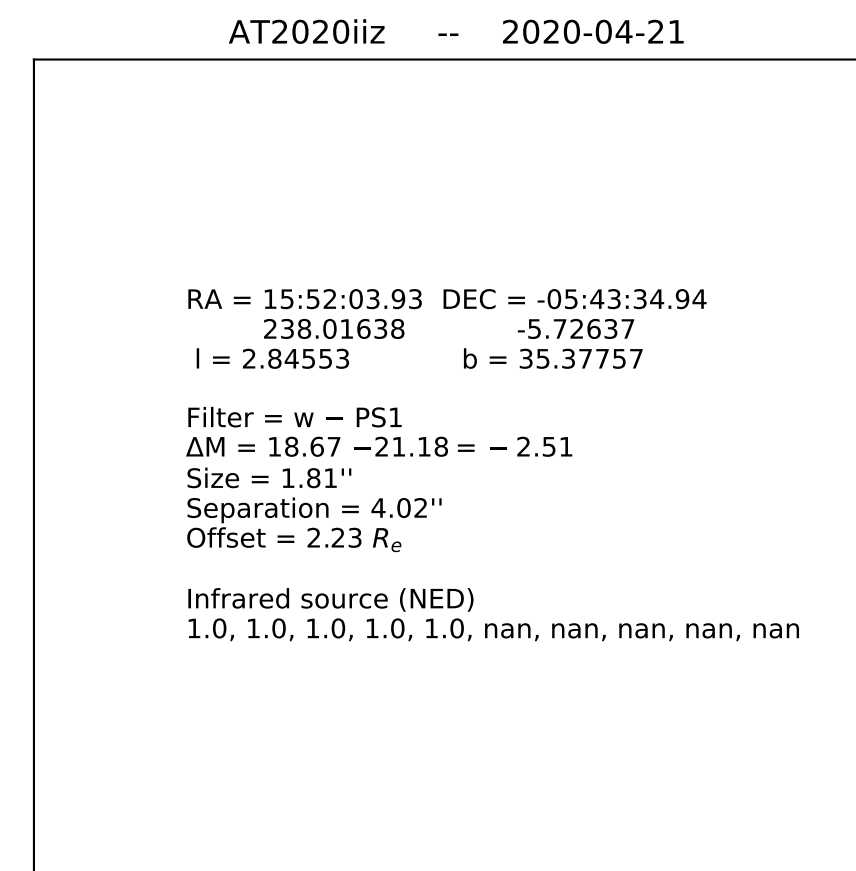 AT2020iiz -- 2020-04-21
RA = 15:52:03.93 DEC = -05:43:34.94
238.01638 -5.72637
l = 2.84553 b = 35.37757
Filter = w − PS1
ΔM = 18.67 −21.18 = − 2.51
Size = 1.81''
Separation = 4.02''
Offset = 2.23 Re
Infrared source (NED)
1.0, 1.0, 1.0, 1.0, 1.0, nan, nan, nan, nan, nan